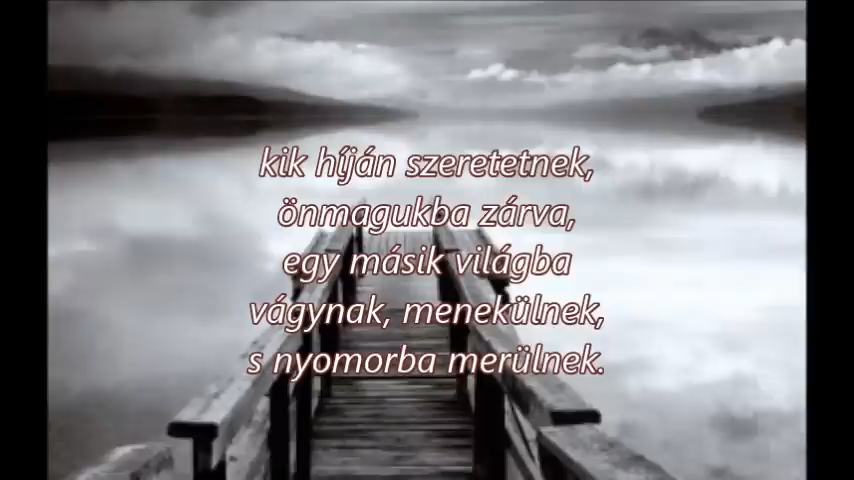 kik híján szeretetnek,
önmagukba zárva,
egy másik világba
vágynak, menekülnek,
s nyomorba merülnek.